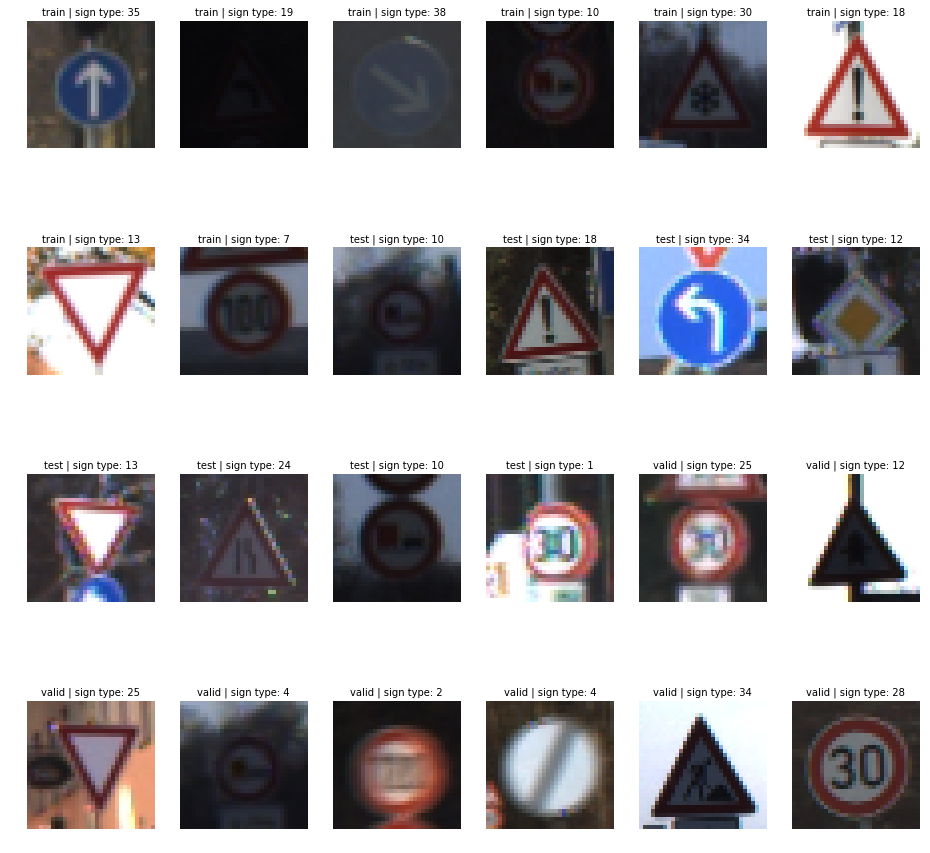 train | sign type: 35
train | sign type: 19
train | sign type: 38
train | sign type: 10
train | sign type: 30
train | sign type: 18
train | sign type: 13
train | sign type: 7
test | sign type: 10
test | sign type: 18
test | sign type: 34
test | sign type: 12
100
test | sign type: 13
test | sign type: 24
test | sign type: 10
test | sign type: 1
valid | sign type: 25
valid | sign type: 12
valid | sign type: 25
valid | sign type: 4
valid | sign type: 2
valid | sign type: 4
valid | sign type: 34
valid | sign type: 28
30